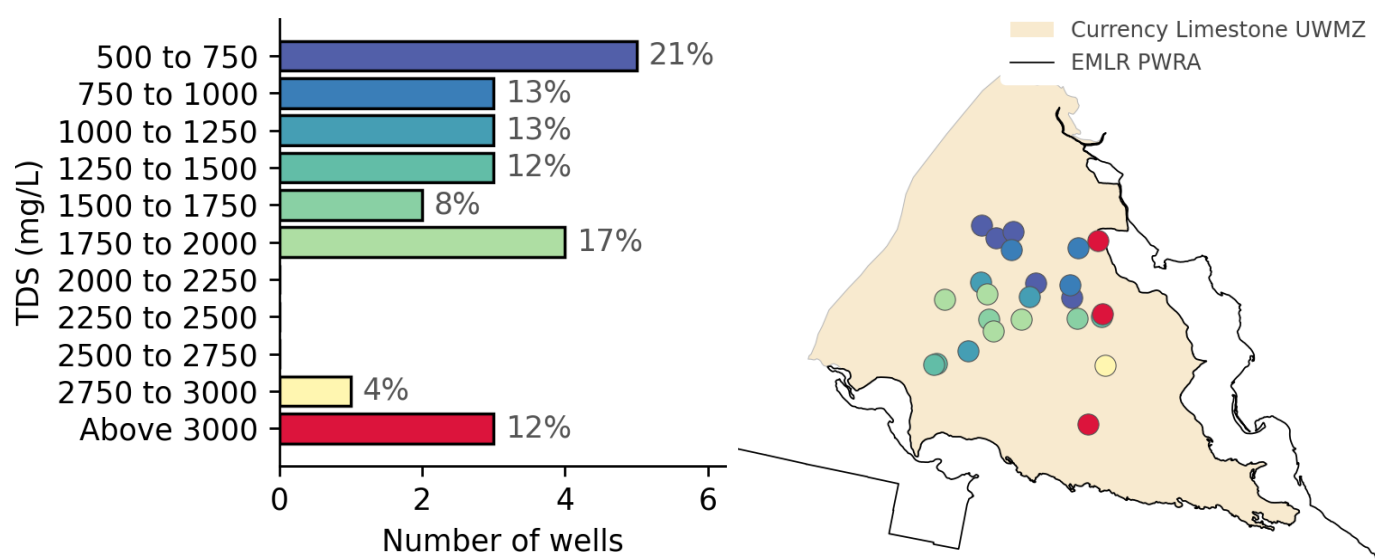 TDS (mg/L)
500 to 750 21%
750 to 1000 13%
1000 to 1250 13%
1250 to 1500 12%
1500 to 1750 8%
1750 to 2000 17%
2000 to 2250
2250 to 2500
2500 to 2750
2750 to 3000 4%
Above 3000 12%
0 2 4 6
Number of wells
Currency Limestone UWMZ
EMLR PWRA